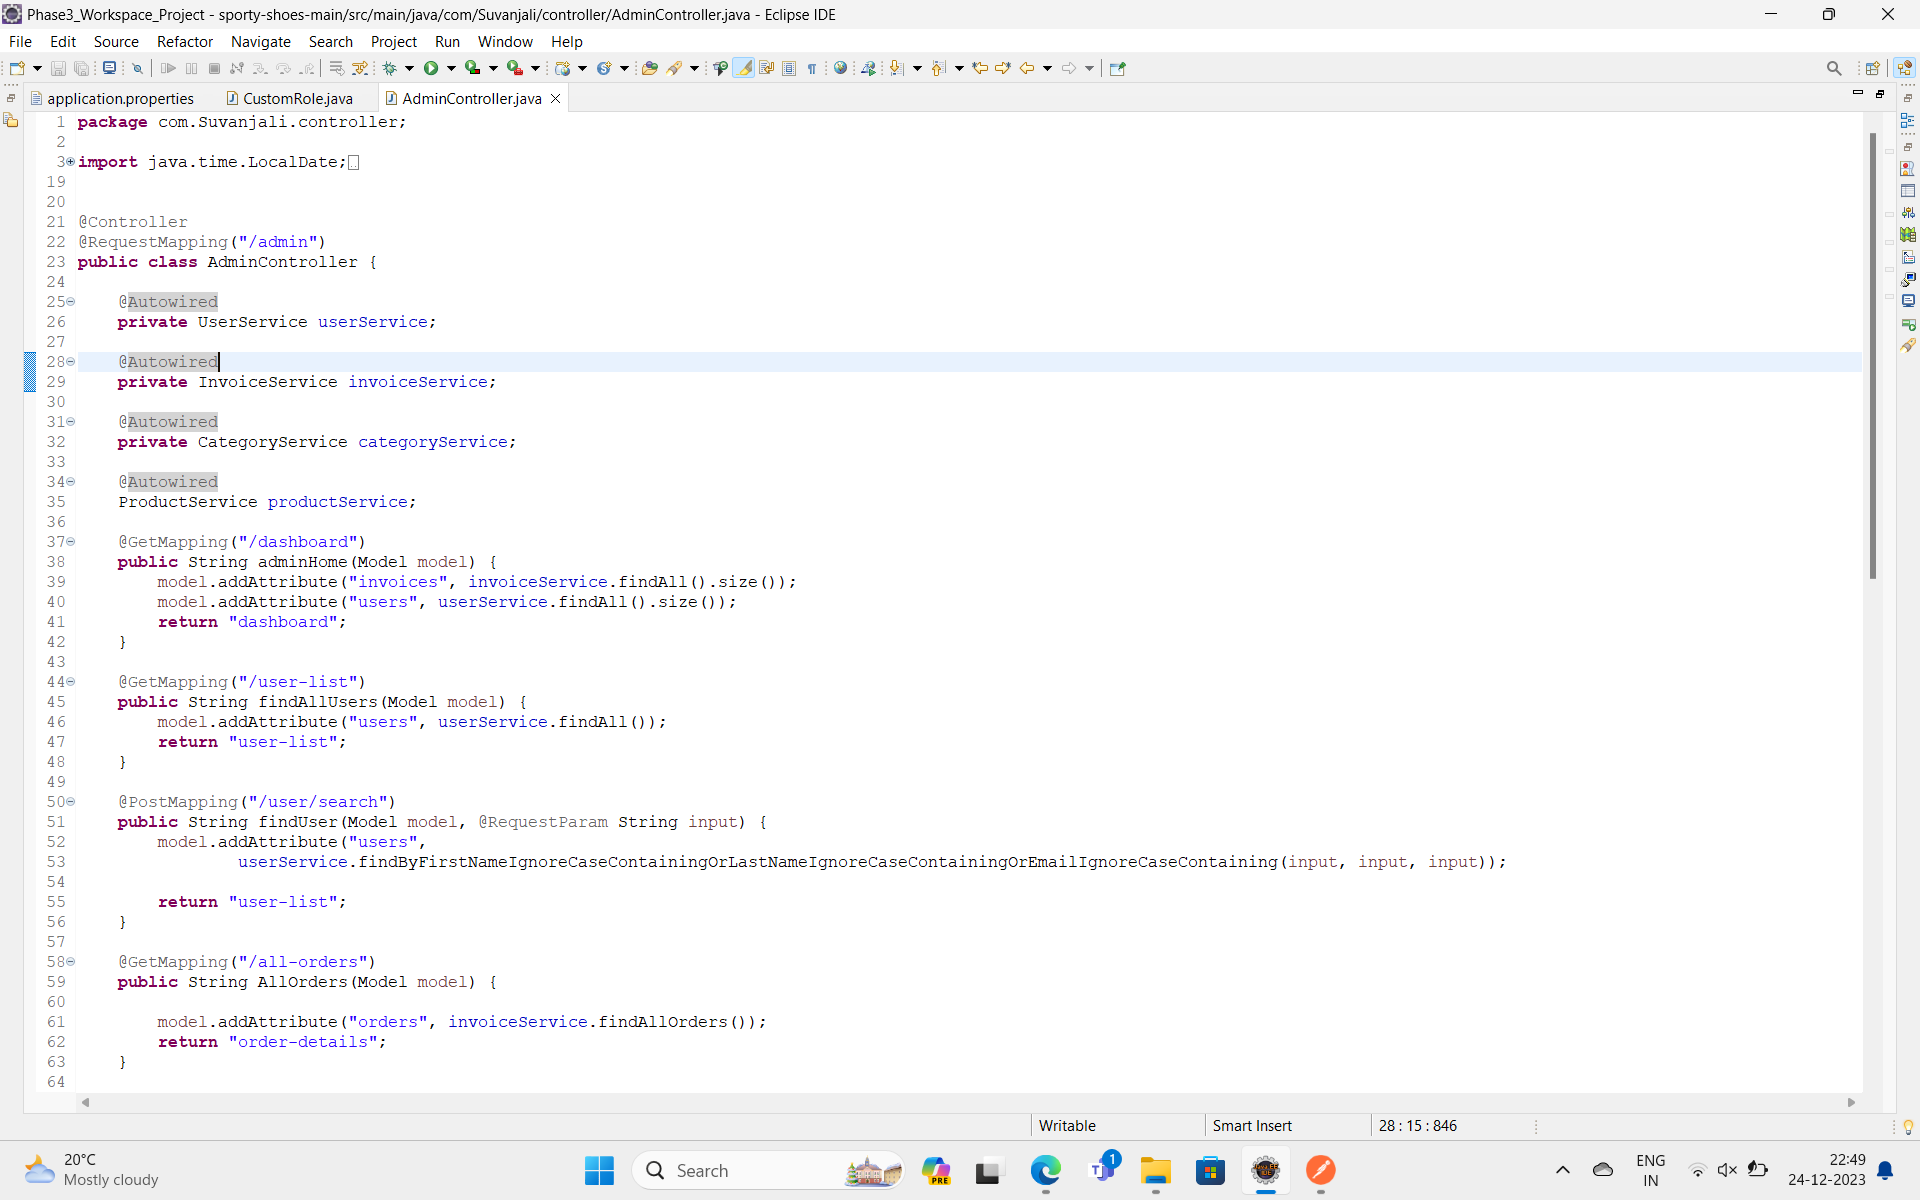 Phase3_Workspace_Project - sporty-shoes-main/src/main/java/com/Suvanjali/controller/AdminController.java - Eclipse IDE
File Edit Source Refactor Navigate Search Project Run Window Help
application.properties CustomRole.java AdminController.java
1 package com.Suvanjali.controller;
2
3 import java.time.LocalDate;
19
20
21 @Controller
22 @RequestMapping("/admin")
23 public class AdminController {
24
25 @Autowired
26 private UserService userService;
27
28 @Autowired
29 private InvoiceService invoiceService;
30
31 @Autowired
32 private CategoryService categoryService;
33
34 @Autowired
35 ProductService productService;
36
37 @GetMapping("/dashboard")
38 public String adminHome(Model model) {
39 model.addAttribute("invoices", invoiceService.findAll().size());
40 model.addAttribute("users", userService.findAll().size());
41 return "dashboard";
42 }
43
44 @GetMapping("/user-list")
45 public String findAllUsers(Model model) {
46 model.addAttribute("users", userService.findAll());
47 return "user-list";
48 }
49
50 @PostMapping("/user/search")
51 public String findUser(Model model, @RequestParam String input) {
52 model.addAttribute("users",
53 userService.findByFirstNameIgnoreCaseContainingOrLastNameIgnoreCaseContainingOrEmailIgnoreCaseContaining(input, input, input));
54
55 return "user-list";
56 }
57
58 @GetMapping("/all-orders")
59 public String AllOrders(Model model) {
60
61 model.addAttribute("orders", invoiceService.findAllOrders());
62 return "order-details";
63 }
64
Writable Smart Insert 28 : 15 : 846
20°C
Mostly cloudy
Search
PRE
1
ENG
IN
22:49
24-12-2023